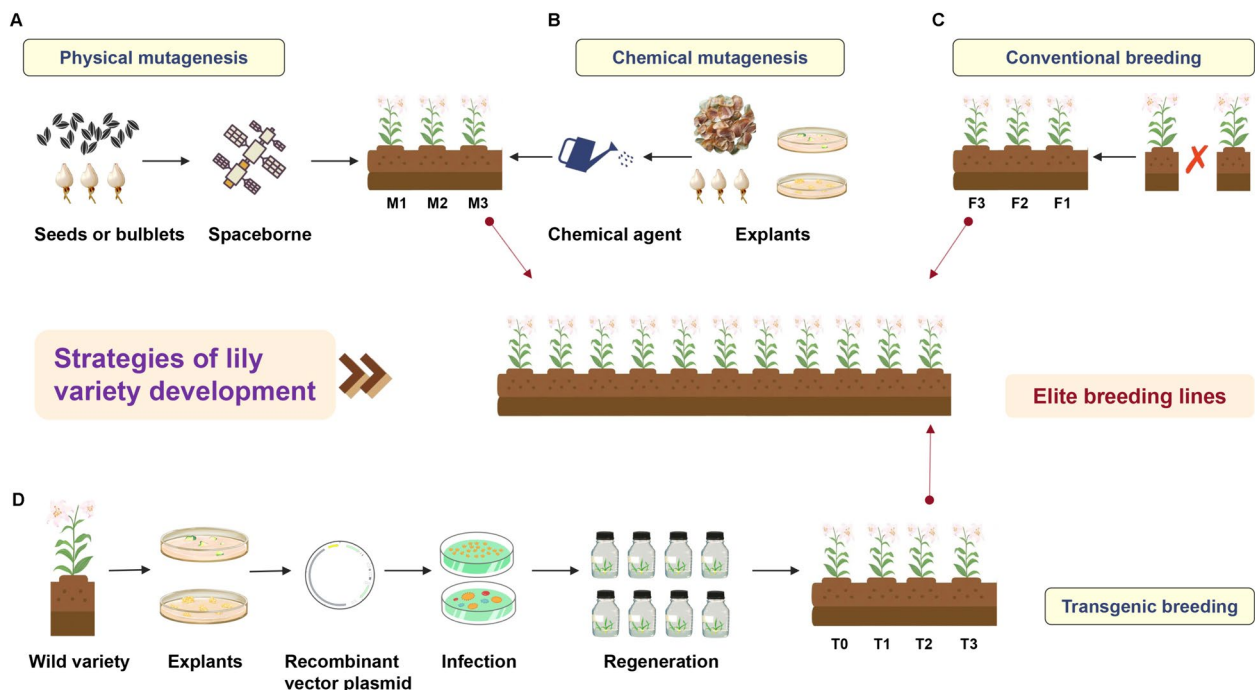 A
Physical mutagenesis
B
Chemical mutagenesis
C
Conventional breeding
M1 M2 M3
F3 F2 F1
Seeds or bulblets
Spaceborne
Chemical agent
Explants
Strategies of lily
variety development
Elite breeding lines
D
T0 T1 T2 T3
Transgenic breeding
Wild variety
Explants
Recombinant
vector plasmid
Infection
Regeneration